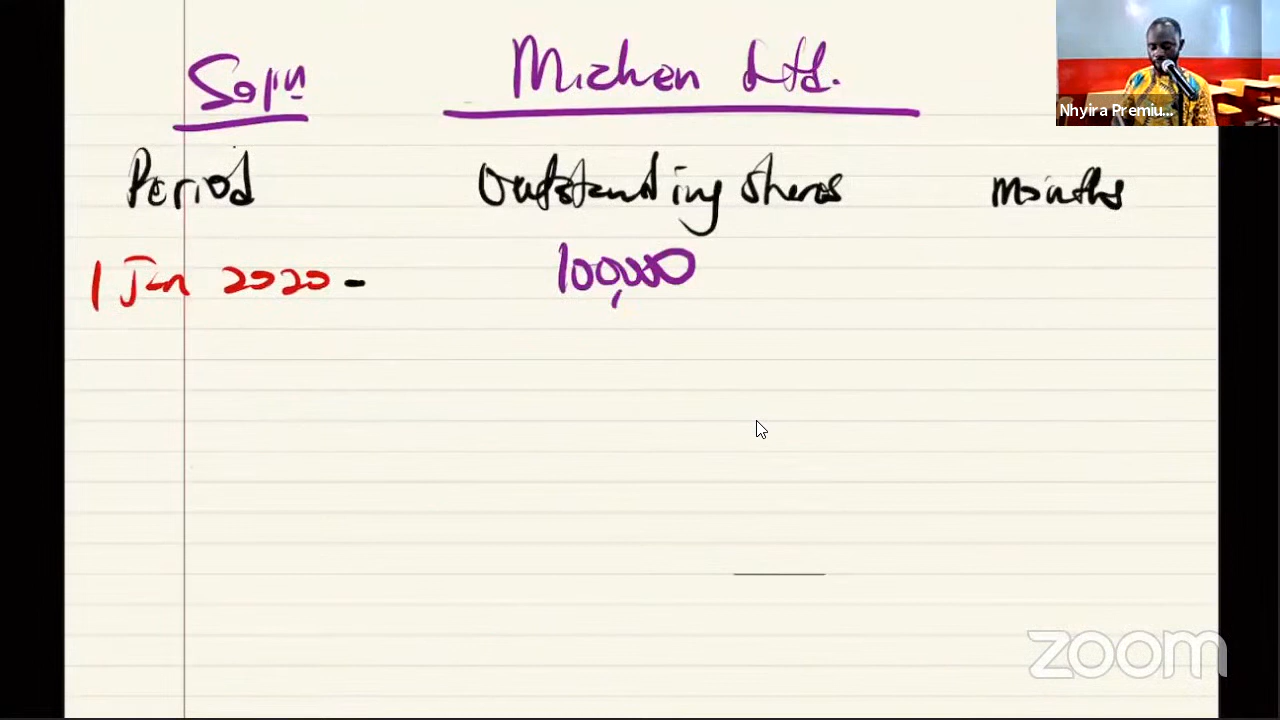 Soln Michen Ltd.
Period Outstanding shares months
1 Jan 2020 - 100,000
Nhyira Premiu...
zoom